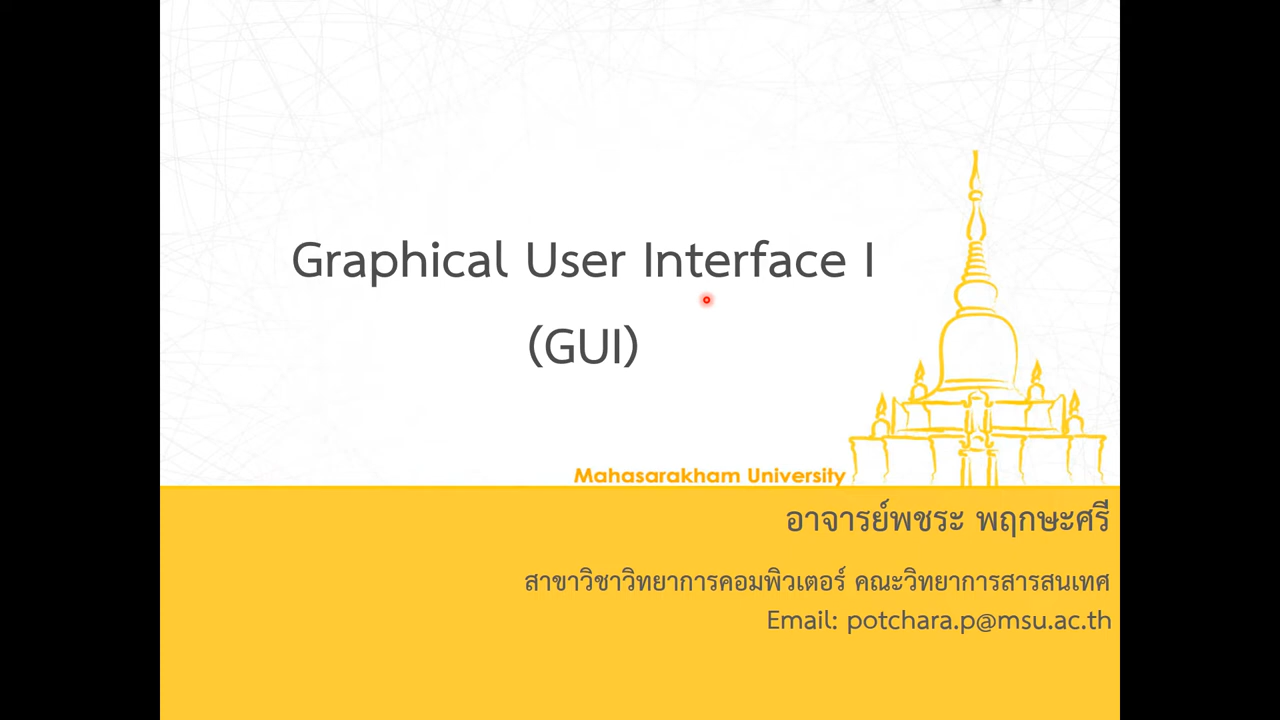 Graphical User Interface I
(GUI)
Mahasarakham University
อาจารย์พชระ พฤกษะศรี
สาขาวิชาวิทยาการคอมพิวเตอร์ คณะวิทยาการสารสนเทศ
Email: potchara.p@msu.ac.th